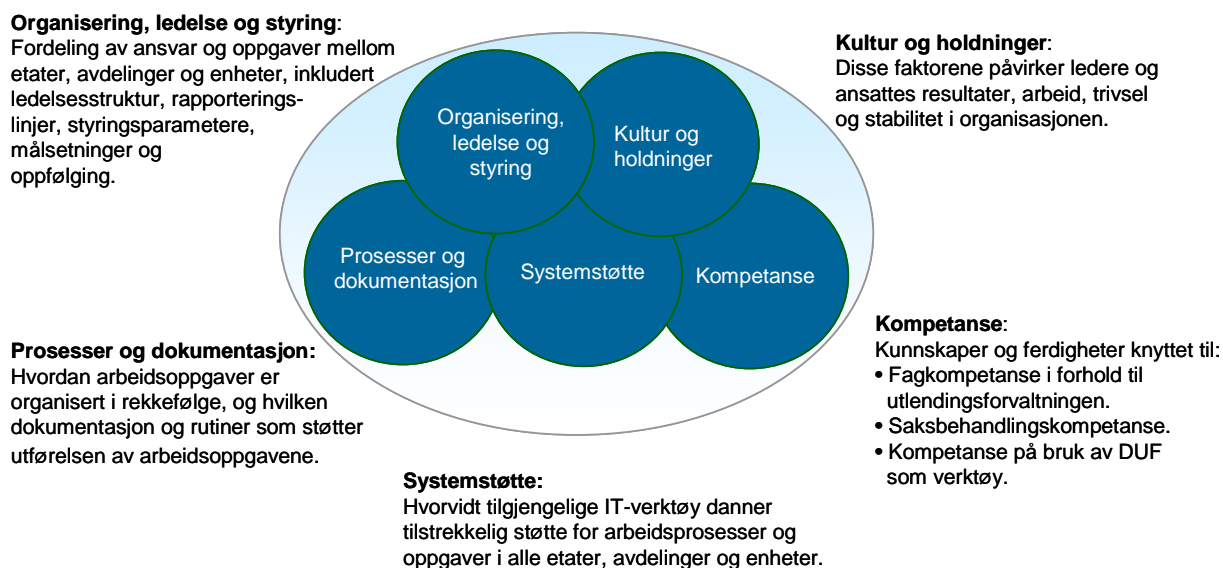 Organisering, ledelse og styring:
Fordeling av ansvar og oppgaver mellom
etater, avdelinger og enheter, inkludert
ledelsesstruktur, rapporterings-
linjer, styringsparametere,
målsetninger og
oppfølging.
Kultur og holdninger:
Disse faktorene påvirker ledere og
ansattes resultater, arbeid, trivsel
og stabilitet i organisasjonen.
Organisering,
ledelse og
styring
Kultur og
holdninger
Prosesser og
dokumentasjon
Systemstøtte
Kompetanse
Prosesser og dokumentasjon:
Hvordan arbeidsoppgaver er
organisert i rekkefølge, og hvilken
dokumentasjon og rutiner som støtter
utførelsen av arbeidsoppgavene.
Kompetanse:
Kunnskaper og ferdigheter knyttet til:
• Fagkompetanse i forhold til
utlendingsforvaltningen.
• Saksbehandlingskompetanse.
• Kompetanse på bruk av DUF
som verktøy.
Systemstøtte:
Hvorvidt tilgjengelige IT-verktøy danner
tilstrekkelig støtte for arbeidsprosesser og
oppgaver i alle etater, avdelinger og enheter.